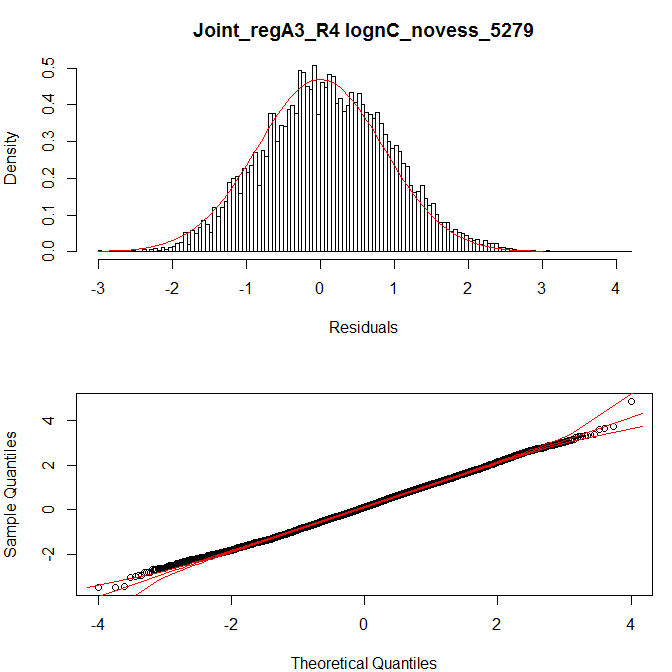 Joint_regA3_R4 lognC_novess_5279
Density
0.0 0.1 0.2 0.3 0.4 0.5
-3 -2 -1 0 1 2 3 4
Residuals
Sample Quantiles
-2 0 2 4
-4 -2 0 2 4
Theoretical Quantiles